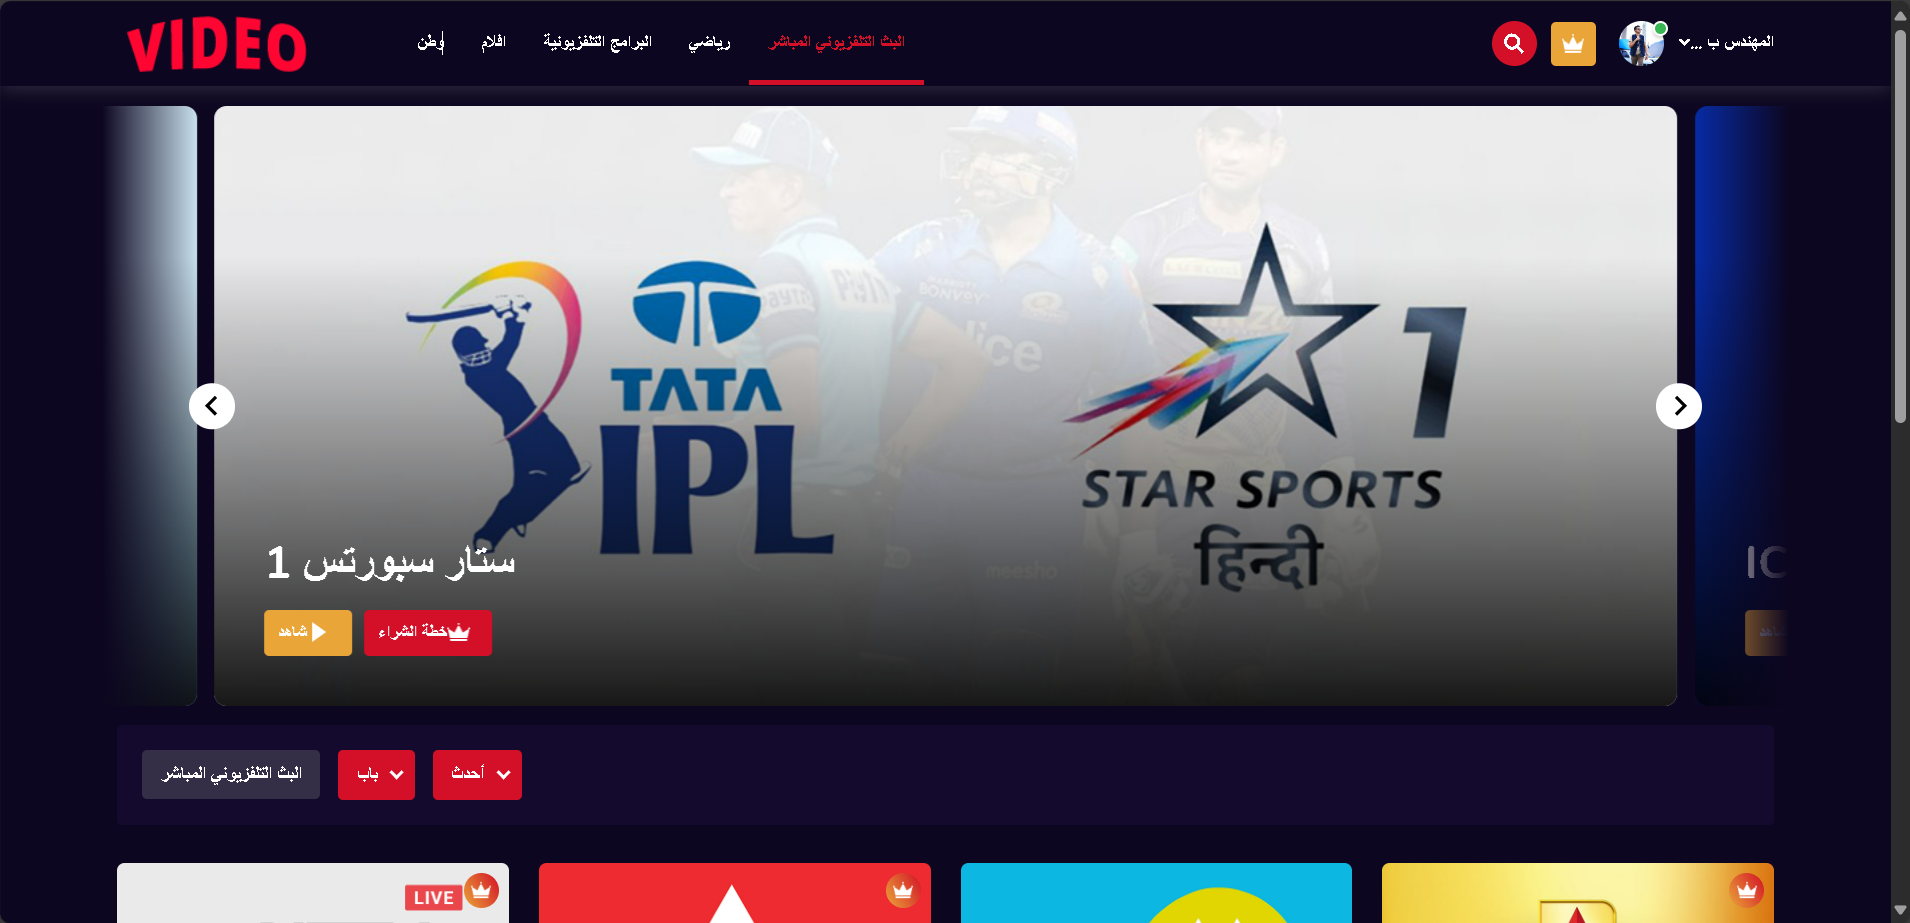 VIDEO
وطن
افلام
البرامج التلفزيونية
رياضي
البث التلفزيوني المباشر
المهندس ب ...
TATA
IPL
1
STAR SPORTS
हिन्दी
ستار سبورتس 1
شاهد
خطة الشراء
IC
شاهد
البث التلفزيوني المباشر
باب
أحدث
LIVE